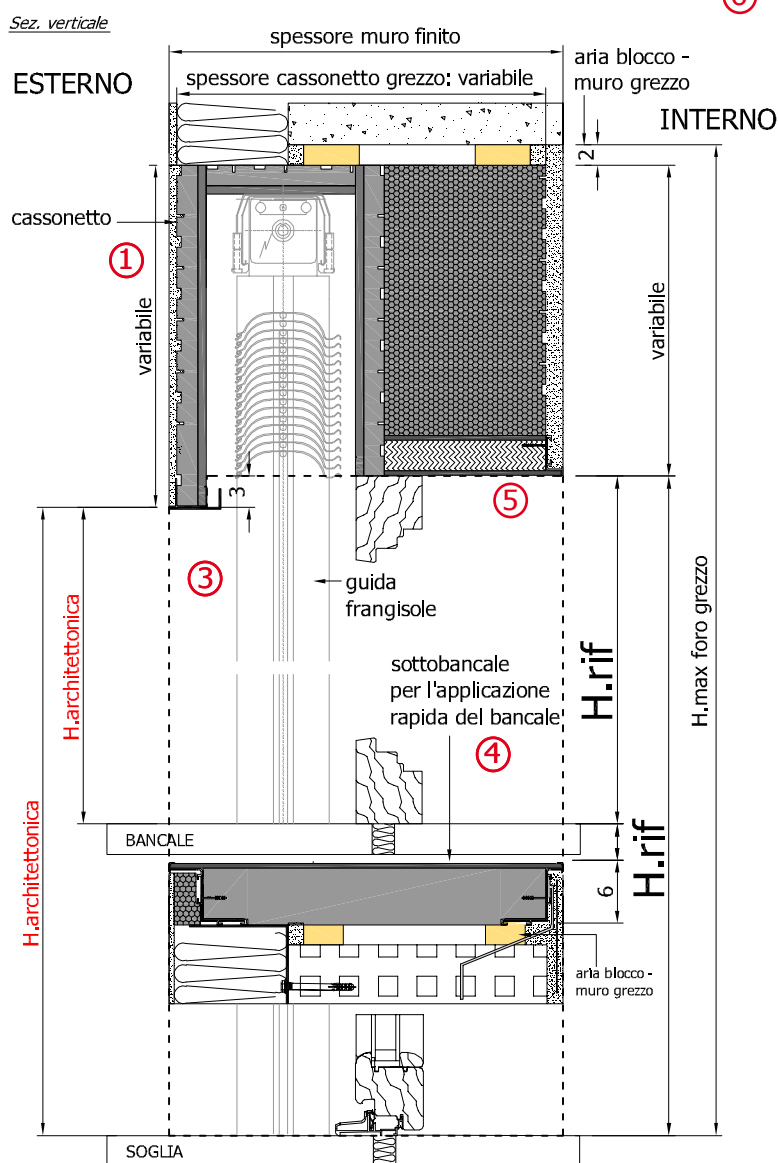 6
Sez. verticale
spessore muro finito
ESTERNO
spessore cassonetto grezzo: variabile
aria blocco -
muro grezzo
INTERNO
2
cassonetto
1
variabile
variabile
3
5
3
guida
frangisole
H.architettonica
H.rif
H.max foro grezzo
sottobancale
per l'applicazione
rapida del bancale
4
BANCALE
H.rif
6
H.architettonica
aria blocco -
muro grezzo
SOGLIA